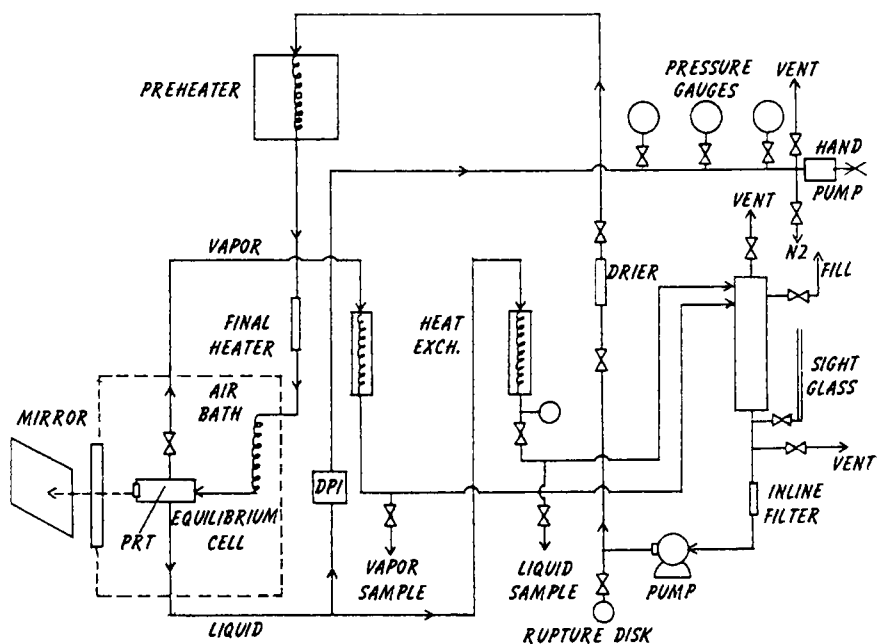 PREHEATER
PRESSURE
GAUGES
VENT
HAND
PUMP
VENT
N2
FILL
VAPOR
DRIER
FINAL
HEATER
HEAT
EXCH.
SIGHT
GLASS
AIR
BATH
MIRROR
VENT
DPI
INLINE
FILTER
EQUILIBRIUM
CELL
PRT
VAPOR
SAMPLE
LIQUID
SAMPLE
PUMP
LIQUID
RUPTURE DISK